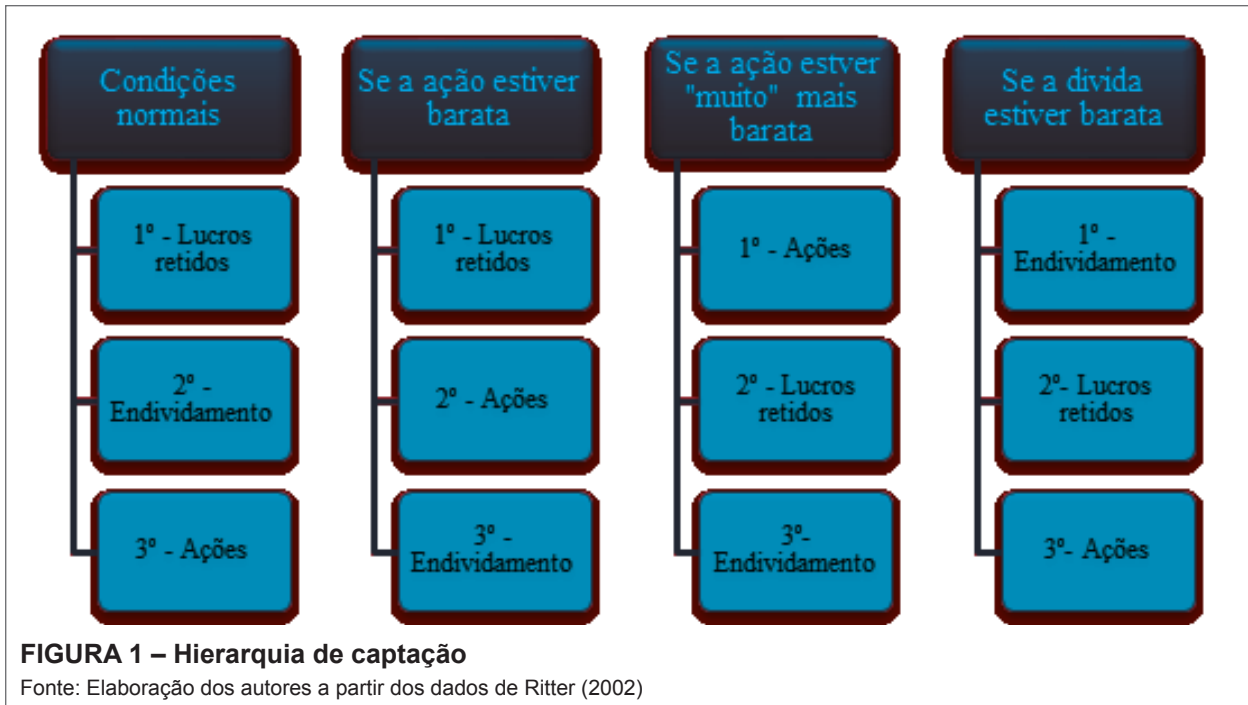 Condições
normais
1º - Lucros
retidos
2º -
Endividamento
3º - Ações
Se a ação estiver
barata
1º - Lucros
retidos
2º - Ações
3º -
Endividamento
Se a ação estver
"muito" mais
barata
1º - Ações
2º - Lucros
retidos
3º-
Endividamento
Se a divida
estiver barata
1º -
Endividamento
2º- Lucros
retidos
3º- Ações
FIGURA 1 – Hierarquia de captação
Fonte: Elaboração dos autores a partir dos dados de Ritter (2002)